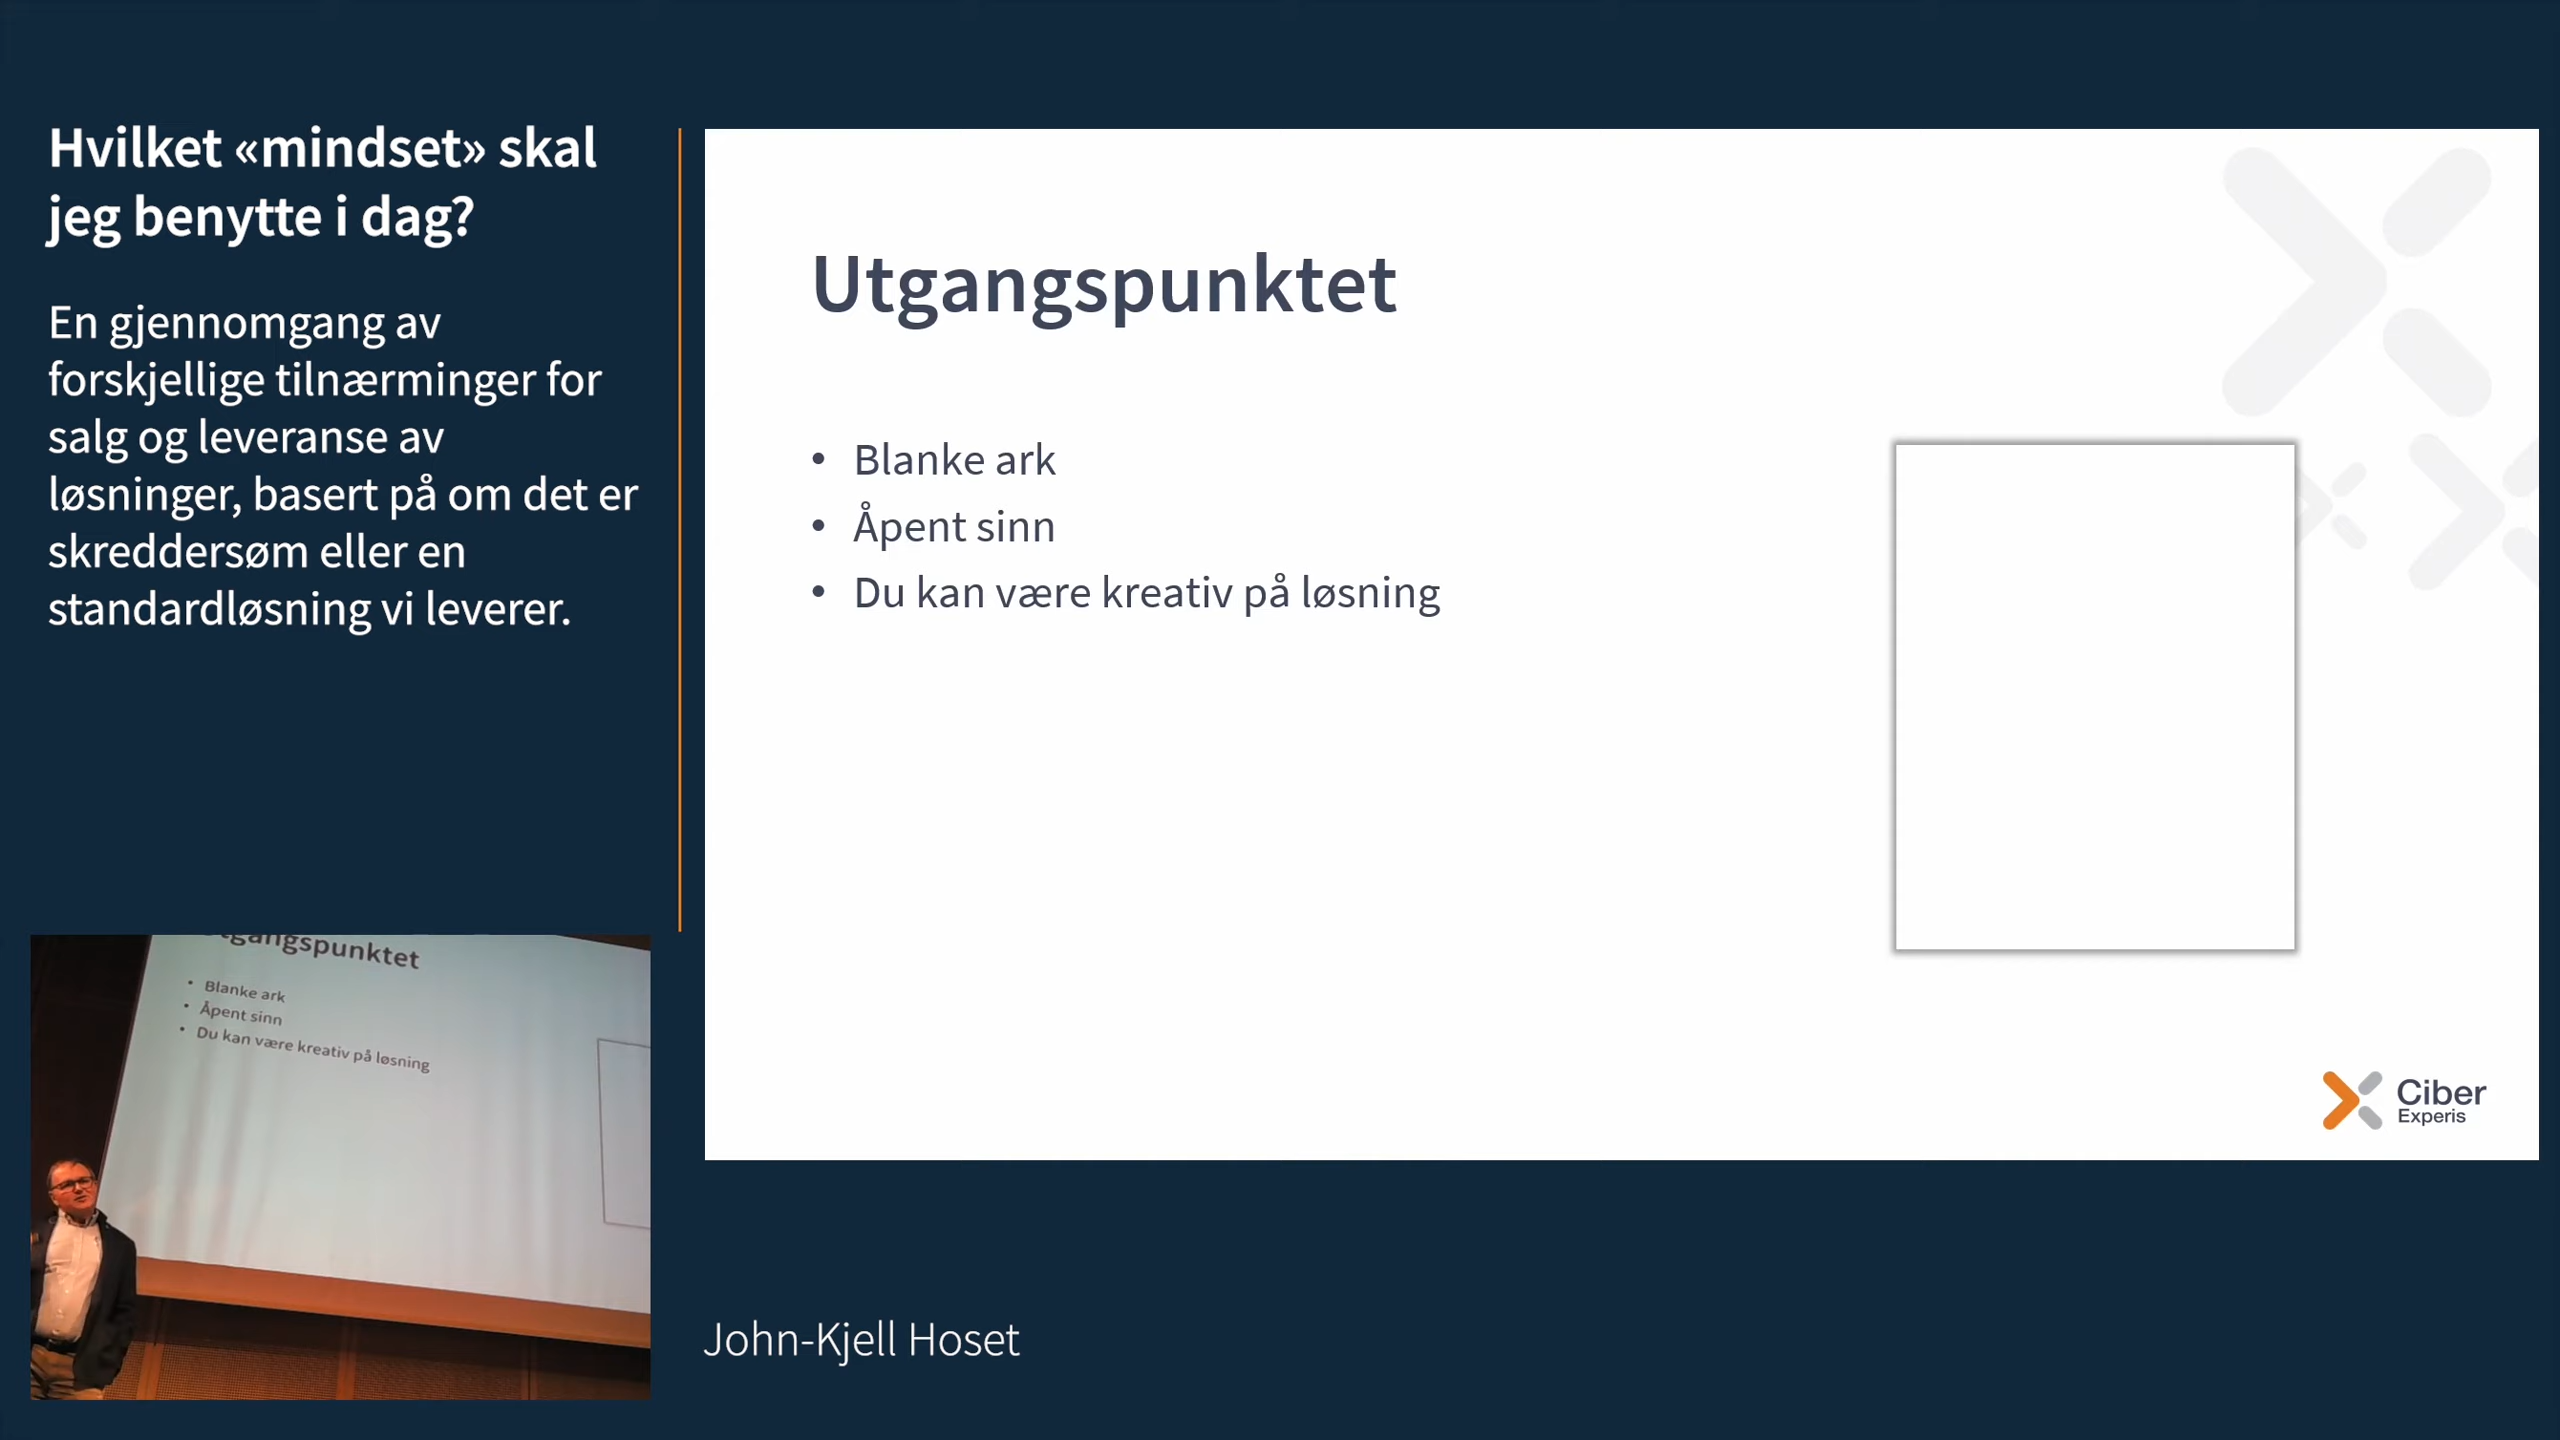 Hvilket «mindset» skal
jeg benytte i dag?
En gjennomgang av
forskjellige tilnærminger for
salg og leveranse av
løsninger, basert på om det er
skreddersøm eller en
standardløsning vi leverer.
Utgangspunktet
• Blanke ark
• Åpent sinn
• Du kan være kreativ på løsning
Ciber
Experis
tgangspunktet
• Blanke ark
• Åpent sinn
• Du kan være kreativ på løsning
John-Kjell Hoset